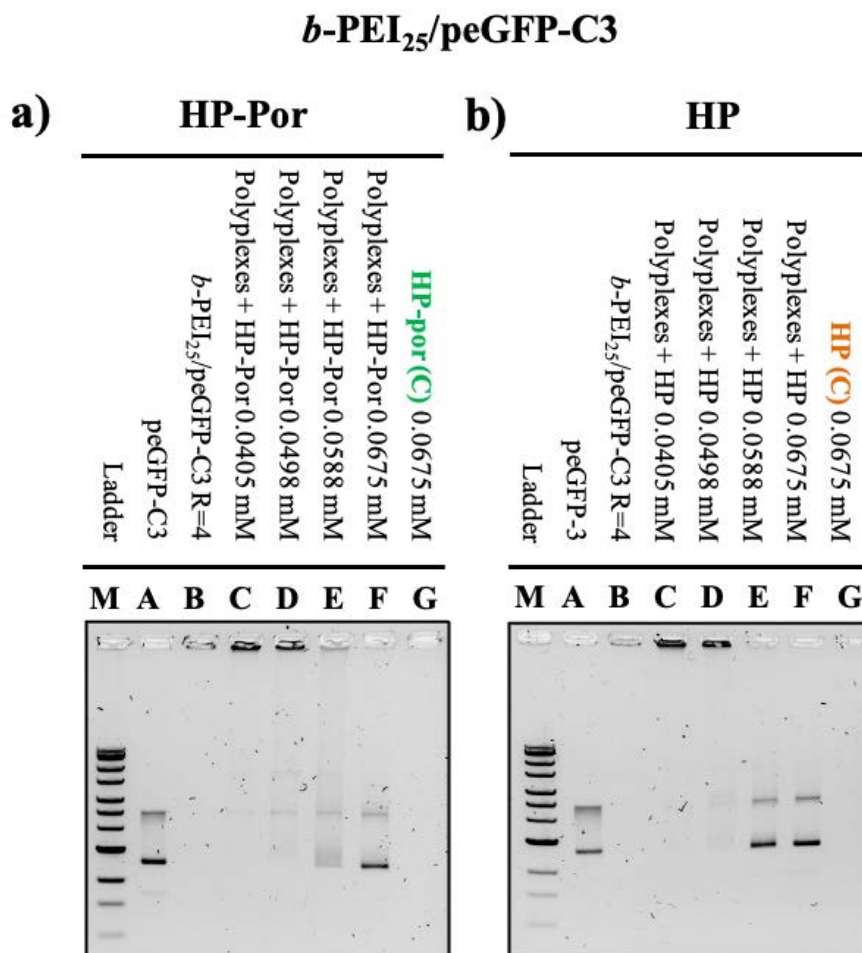 b-PEI25/peGFP-C3
a)
HP-Por
Ladder
peGFP-C3
b-PEI25/peGFP-C3 R=4
Polyplexes + HP-Por 0.0405 mM
Polyplexes + HP-Por 0.0498 mM
Polyplexes + HP-Por 0.0588 mM
Polyplexes + HP-Por 0.0675 mM
HP-por (C) 0.0675 mM
M A B C D E F G
b)
HP
Ladder
peGFP-3
b-PEI25/peGFP-C3 R=4
Polyplexes + HP 0.0405 mM
Polyplexes + HP 0.0498 mM
Polyplexes + HP 0.0588 mM
Polyplexes + HP 0.0675 mM
HP (C) 0.0675 mM
M A B C D E F G